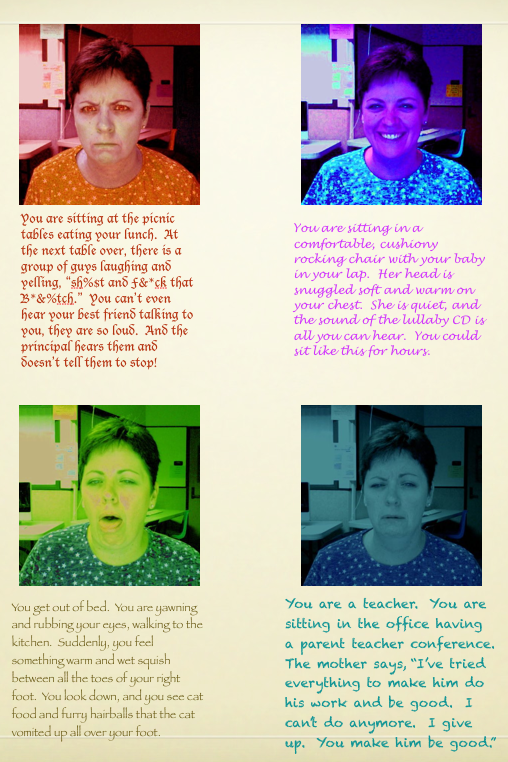 You are sitting at the picnic
tables eating your lunch. At
the next table over, there is a
group of guys laughing and
yelling, "sh%st and F&*ck that
B*&%tch." You can't even
hear your best friend talking to
you, they are so loud. And the
principal hears them and
doesn't tell them to stop!
You are sitting in a
comfortable, cushiony
rocking chair with your baby
in your lap. Her head is
snuggled soft and warm on
your chest. She is quiet, and
the sound of the lullaby CD is
all you can hear. You could
sit like this for hours.
You get out of bed. You are yawning
and rubbing your eyes, walking to the
kitchen. Suddenly, you feel
something warm and wet squish
between all the toes of your right
foot. You look down, and you see cat
food and furry hairballs that the cat
vomited up all over your foot.
You are a teacher. You are
sitting in the office having
a parent teacher conference.
The mother says, "I've tried
everything to make him do
his work and be good. I
can't do anymore. I give
up. You make him be good."